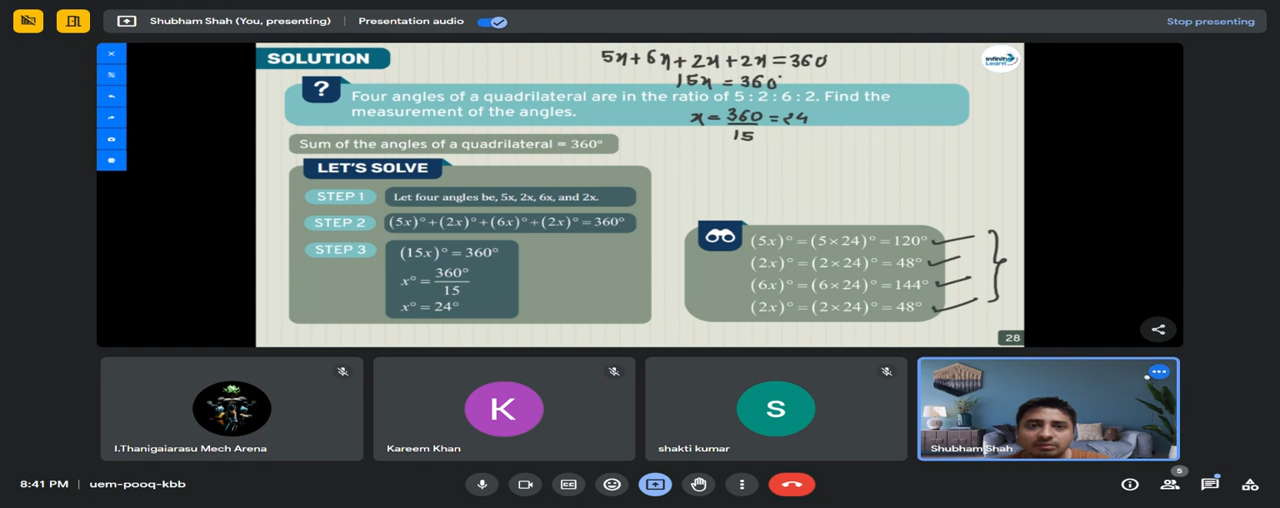 Shubham Shah (You, presenting)
Presentation audio
Stop presenting
SOLUTION
5x+6x+2x+2x=360
15x=360°
infinity
Learn
?
Four angles of a quadrilateral are in the ratio of 5 : 2 : 6 : 2. Find the
measurement of the angles.
x=360/15=24
Sum of the angles of a quadrilateral = 360°
LET'S SOLVE
STEP 1
Let four angles be, 5x, 2x, 6x, and 2x.
STEP 2
(5x)°+(2x)°+(6x)°+(2x)°=360°
STEP 3
(15x)°=360°
x°=360°/15
x°=24°
(5x)°=(5×24)°=120°
(2x)°=(2×24)°=48°
(6x)°=(6×24)°=144°
(2x)°=(2×24)°=48°
28
K
S
I.Thanigaiarasu Mech Arena
Kareem Khan
shakti kumar
Shubham Shah
8:41 PM | uem-pooq-kbb
5